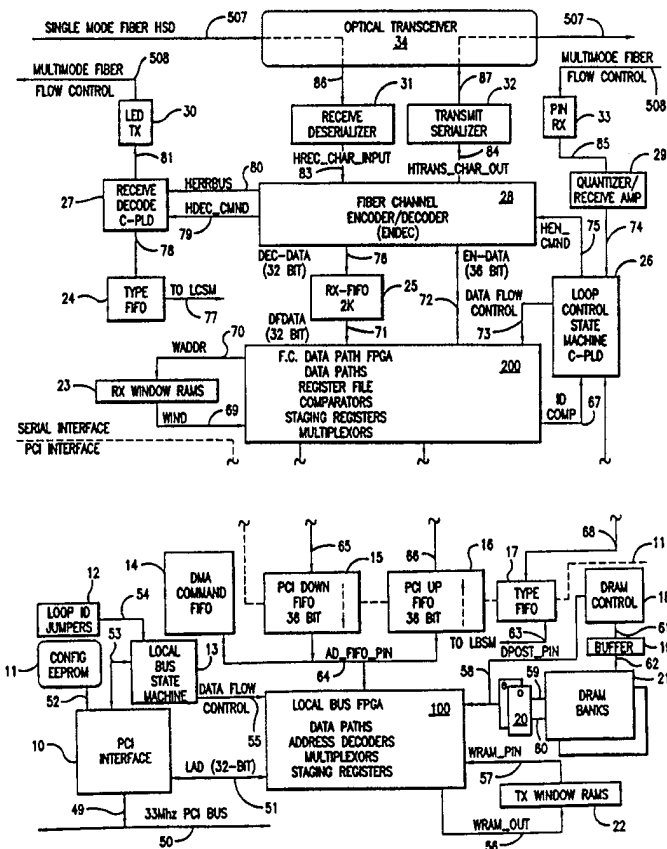 SINGLE MODE FIBER HSD
507
OPTICAL TRANSCEIVER
34
507
508
MULTIMODE FIBER
FLOW CONTROL
30
LED
TX
81
86
31
RECEIVE
DESERIALIZER
HREC_CHAR_INPUT
83
87
32
TRANSMIT
SERIALIZER
84
HTRANS_CHAR_OUT
MULTIMODE FIBER
FLOW CONTROL
508
PIN
RX
33
85
29
QUANTIZER/
RECEIVE AMP
74
27
RECEIVE
DECODE
C-PLD
HERRBUS
80
HDEC_CMND
79
28
FIBER CHANNEL
ENCODER/DECODER
(ENDEC)
HEN_
CMND
75
26
78
24
TYPE
FIFO
TO LCSM
77
DEC-DATA
(32 BIT)
76
RX-FIFO
2K
25
DFDATA
(32 BIT)
71
EN-DATA
(36 BIT)
72
DATA FLOW
CONTROL
73
LOOP
CONTROL
STATE
MACHINE
C-PLD
70
WADDR
23
RX WINDOW RAMS
WIND
69
F.C. DATA PATH FPGA
200
DATA PATHS
REGISTER FILE
COMPARATORS
STAGING REGISTERS
MULTIPLEXORS
ID
COMP
67
SERIAL INTERFACE
PCI INTERFACE
12
LOOP ID
JUMPERS
54
14
DMA
COMMAND
FIFO
65
15
PCI DOWN
FIFO
36 BIT
66
16
PCI UP
FIFO
36 BIT
17
TYPE
FIFO
68
11
DRAM
CONTROL
18
11
CONFIG
EEPROM
53
LOCAL
BUS
STATE
MACHINE
13
AD_FIFO_PIN
64
TO LBSM
63
DPOST_PIN
58
61
BUFFER
19
62
21
52
DATA FLOW
CONTROL
55
10
PCI
INTERFACE
LOCAL BUS FPGA
100
DATA PATHS
ADDRESS DECODERS
MULTIPLEXORS
STAGING REGISTERS
20
59
60
DRAM
BANKS
WRAM_PIN
57
LAD (32-BIT)
51
TX WINDOW RAMS
22
49
33Mhz PCI BUS
50
WRAM_OUT
56